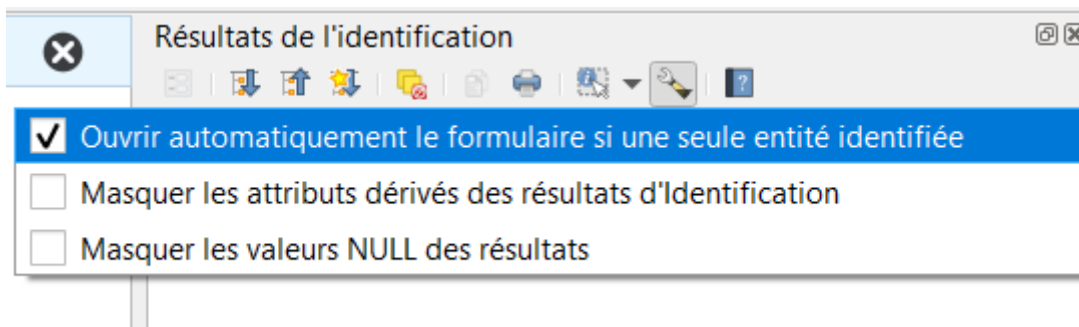 Résultats de l'identification
Ouvrir automatiquement le formulaire si une seule entité identifiée
Masquer les attributs dérivés des résultats d'Identification
Masquer les valeurs NULL des résultats